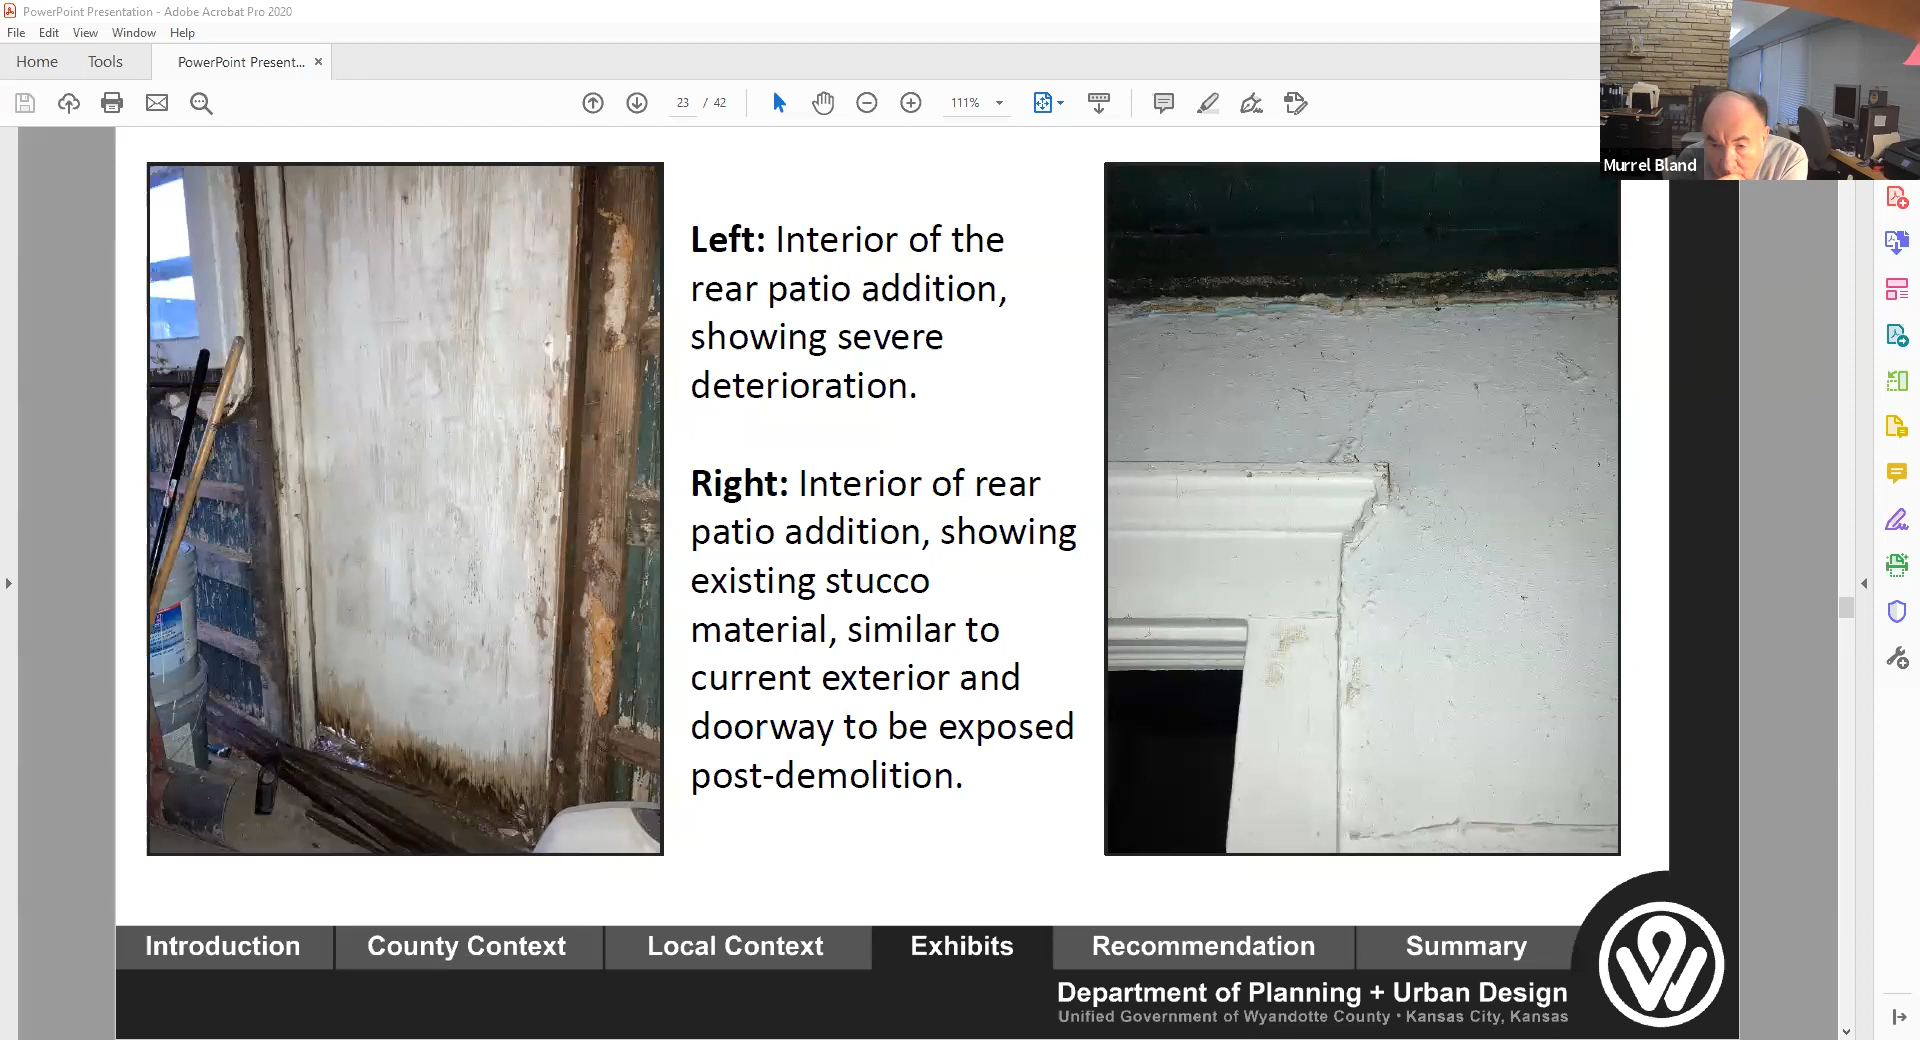 PowerPoint Presentation - Adobe Acrobat Pro 2020
File Edit View Window Help
Home Tools PowerPoint Present... ×
23 / 42 111%
Murrel Bland
Left: Interior of the
rear patio addition,
showing severe
deterioration.
Right: Interior of rear
patio addition, showing
existing stucco
material, similar to
current exterior and
doorway to be exposed
post-demolition.
Introduction County Context Local Context Exhibits Recommendation Summary
Department of Planning + Urban Design
Unified Government of Wyandotte County • Kansas City, Kansas